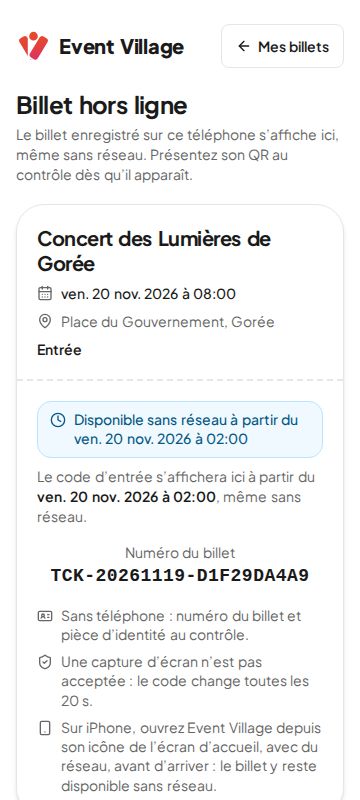 Event Village
Mes billets
Billet hors ligne
Le billet enregistré sur ce téléphone s’affiche ici,
même sans réseau. Présentez son QR au
contrôle dès qu’il apparaît.
Concert des Lumières de
Gorée
ven. 20 nov. 2026 à 08:00
Place du Gouvernement, Gorée
Entrée
Disponible sans réseau à partir du
ven. 20 nov. 2026 à 02:00
Le code d’entrée s’affichera ici à partir du
ven. 20 nov. 2026 à 02:00, même sans
réseau.
Numéro du billet
TCK-20261119-D1F29DA4A9
Sans téléphone : numéro du billet et
pièce d’identité au contrôle.
Une capture d’écran n’est pas
acceptée : le code change toutes les
20 s.
Sur iPhone, ouvrez Event Village depuis
son icône de l’écran d’accueil, avec du
réseau, avant d’arriver : le billet y reste
disponible sans réseau.